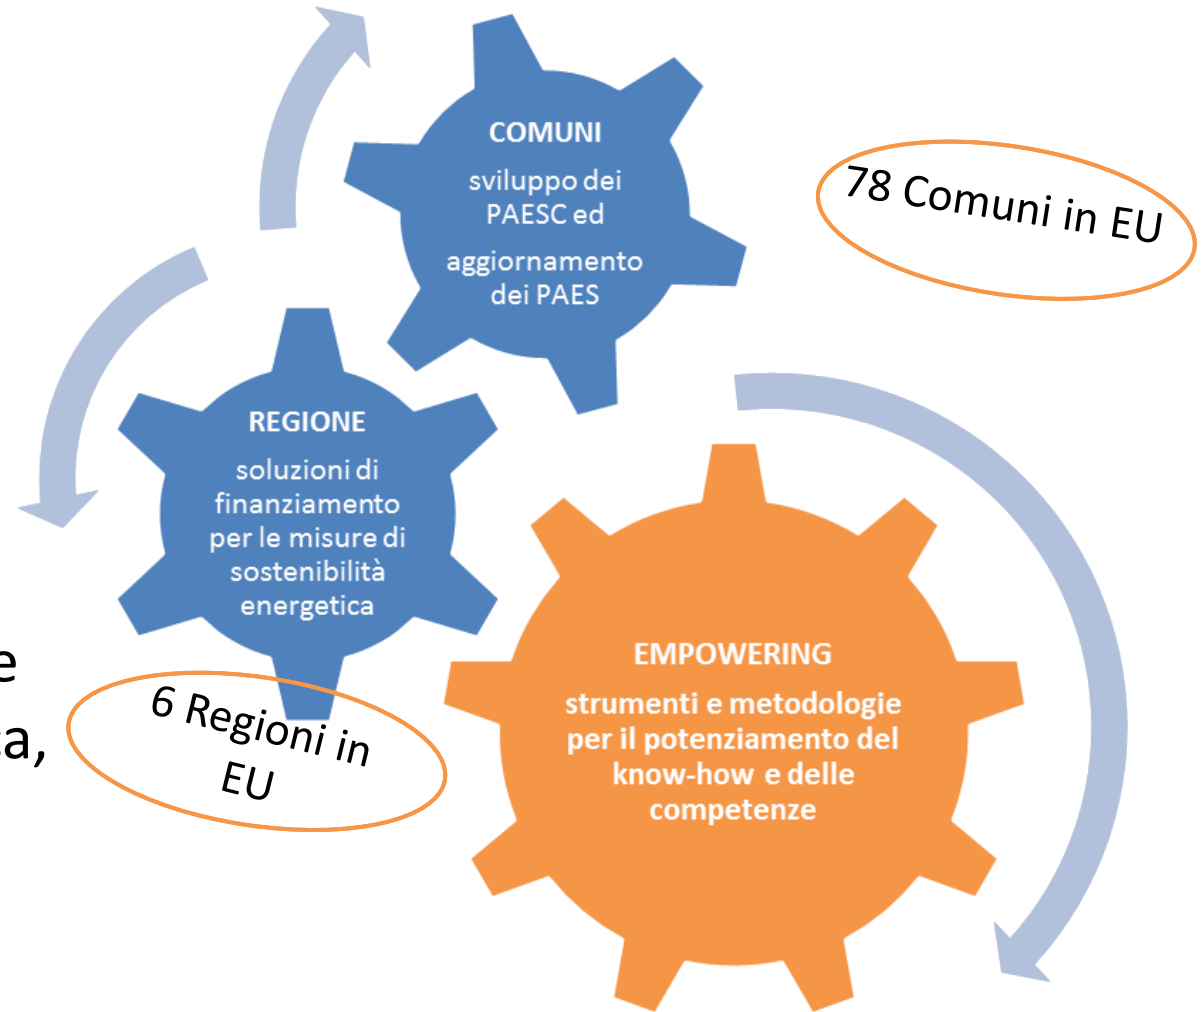 COMUNI
sviluppo dei
PAESC ed
aggiornamento
dei PAES
78 Comuni in EU
REGIONE
soluzioni di
finanziamento
per le misure di
sostenibilità
energetica
6 Regioni in
EU
EMPOWERING
strumenti e metodologie
per il potenziamento del
know-how e delle
competenze
e
a,